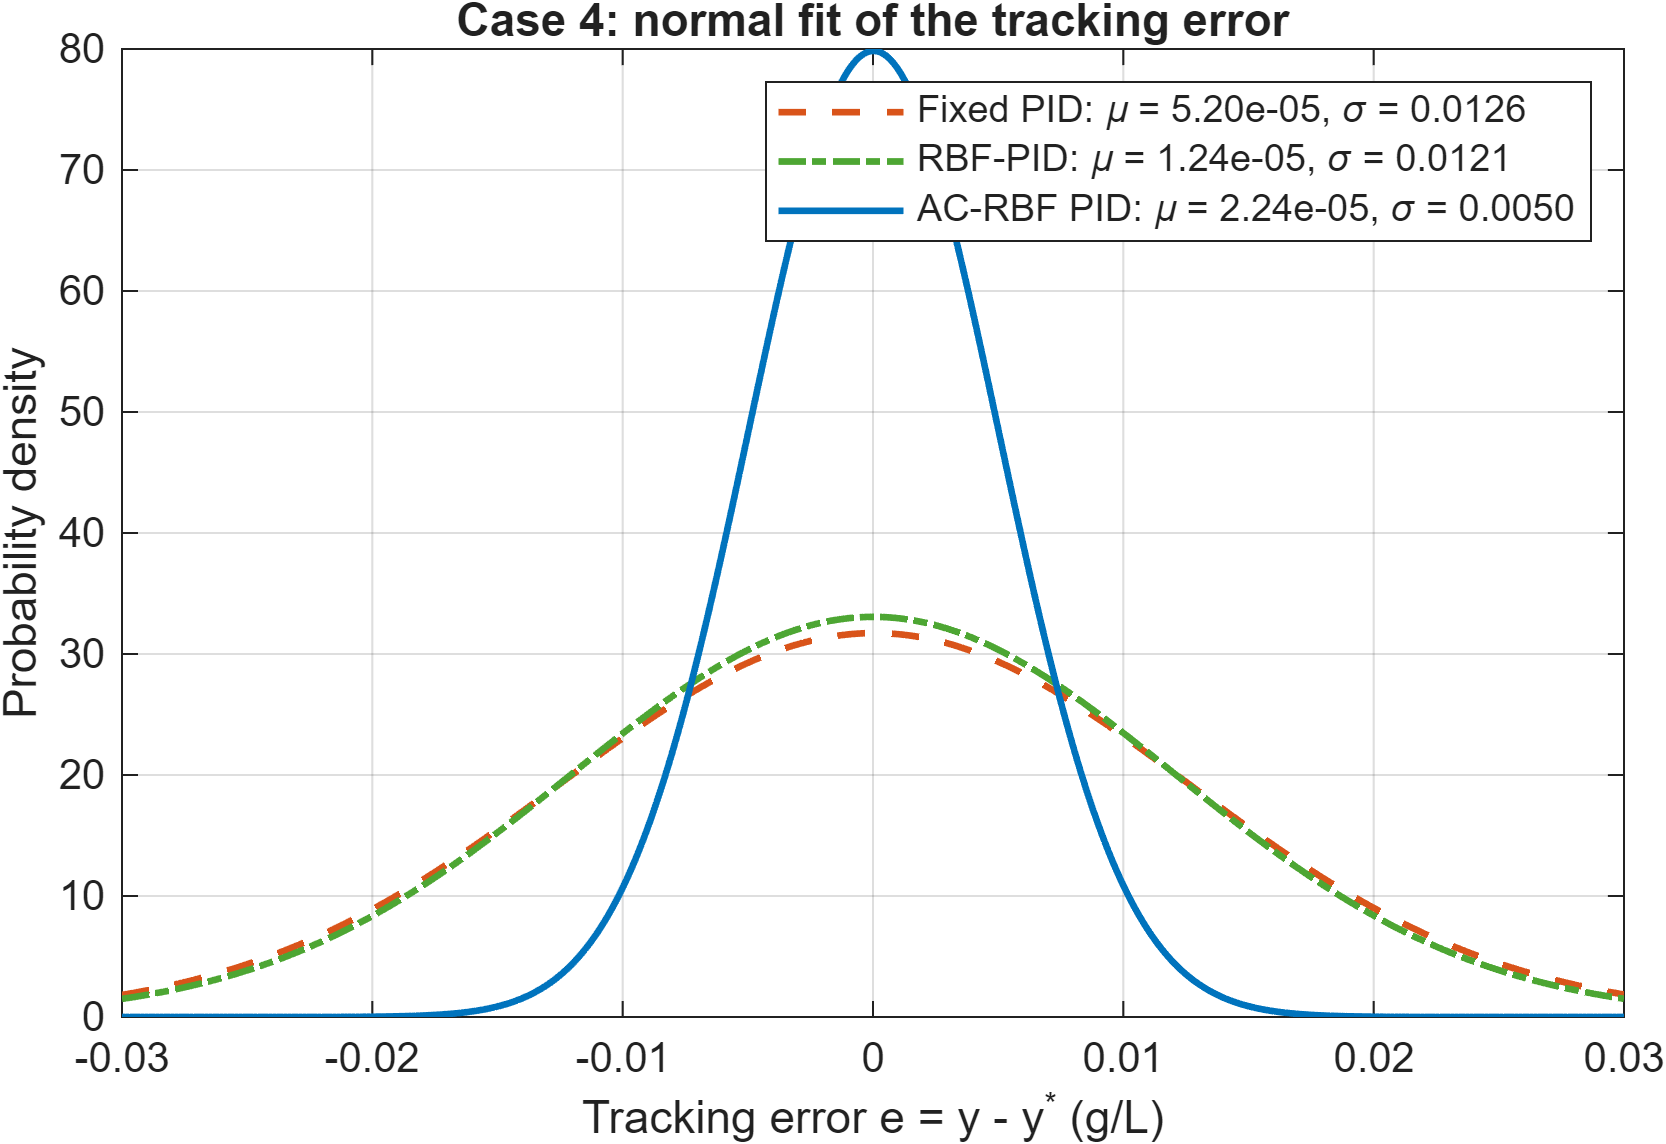 Case 4: normal fit of the tracking error
80
70
60
50
40
30
20
10
0
Probability density
Fixed PID: μ = 5.20e-05, σ = 0.0126
RBF-PID: μ = 1.24e-05, σ = 0.0121
AC-RBF PID: μ = 2.24e-05, σ = 0.0050
-0.03 -0.02 -0.01 0 0.01 0.02 0.03
Tracking error e = y - y* (g/L)